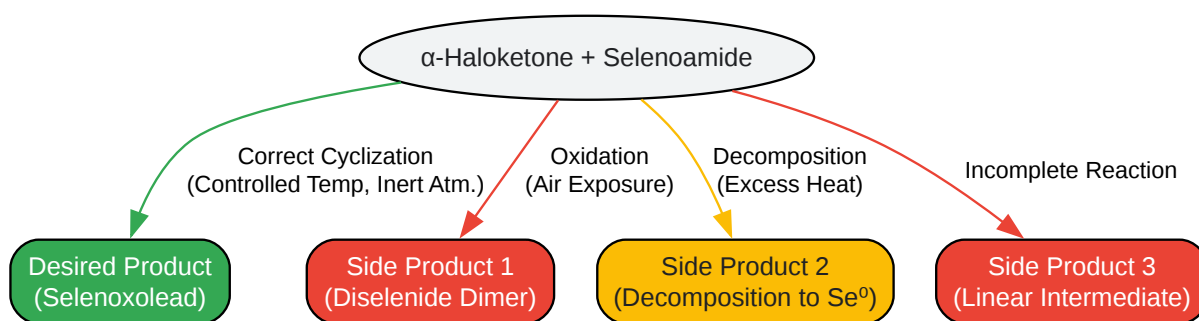 α-Haloketone + Selenoamide
Correct Cyclization
(Controlled Temp, Inert Atm.)
Oxidation
(Air Exposure)
Decomposition
(Excess Heat)
Incomplete Reaction
Desired Product
(Selenoxolead)
Side Product 1
(Diselenide Dimer)
Side Product 2
(Decomposition to Se⁰)
Side Product 3
(Linear Intermediate)